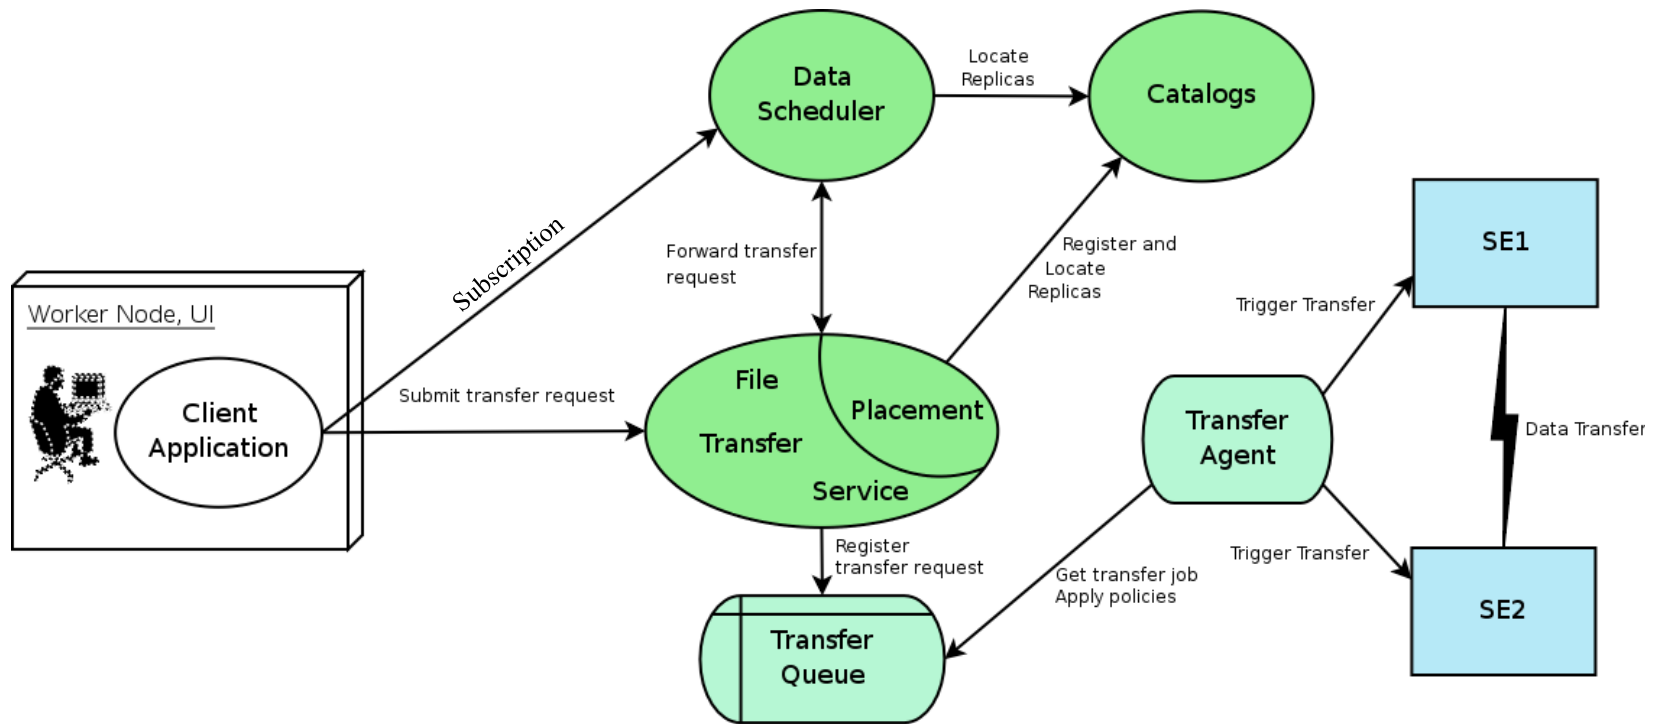 Data
Scheduler
Locate
Replicas
Catalogs
Subscription
Forward transfer
request
Register and
Locate
Replicas
SE1
Worker Node, UI
Client
Application
Submit transfer request
File
Transfer
Service
Placement
Trigger Transfer
Transfer
Agent
Data Transfer
Trigger Transfer
Register
transfer request
Get transfer job
Apply policies
SE2
Transfer
Queue